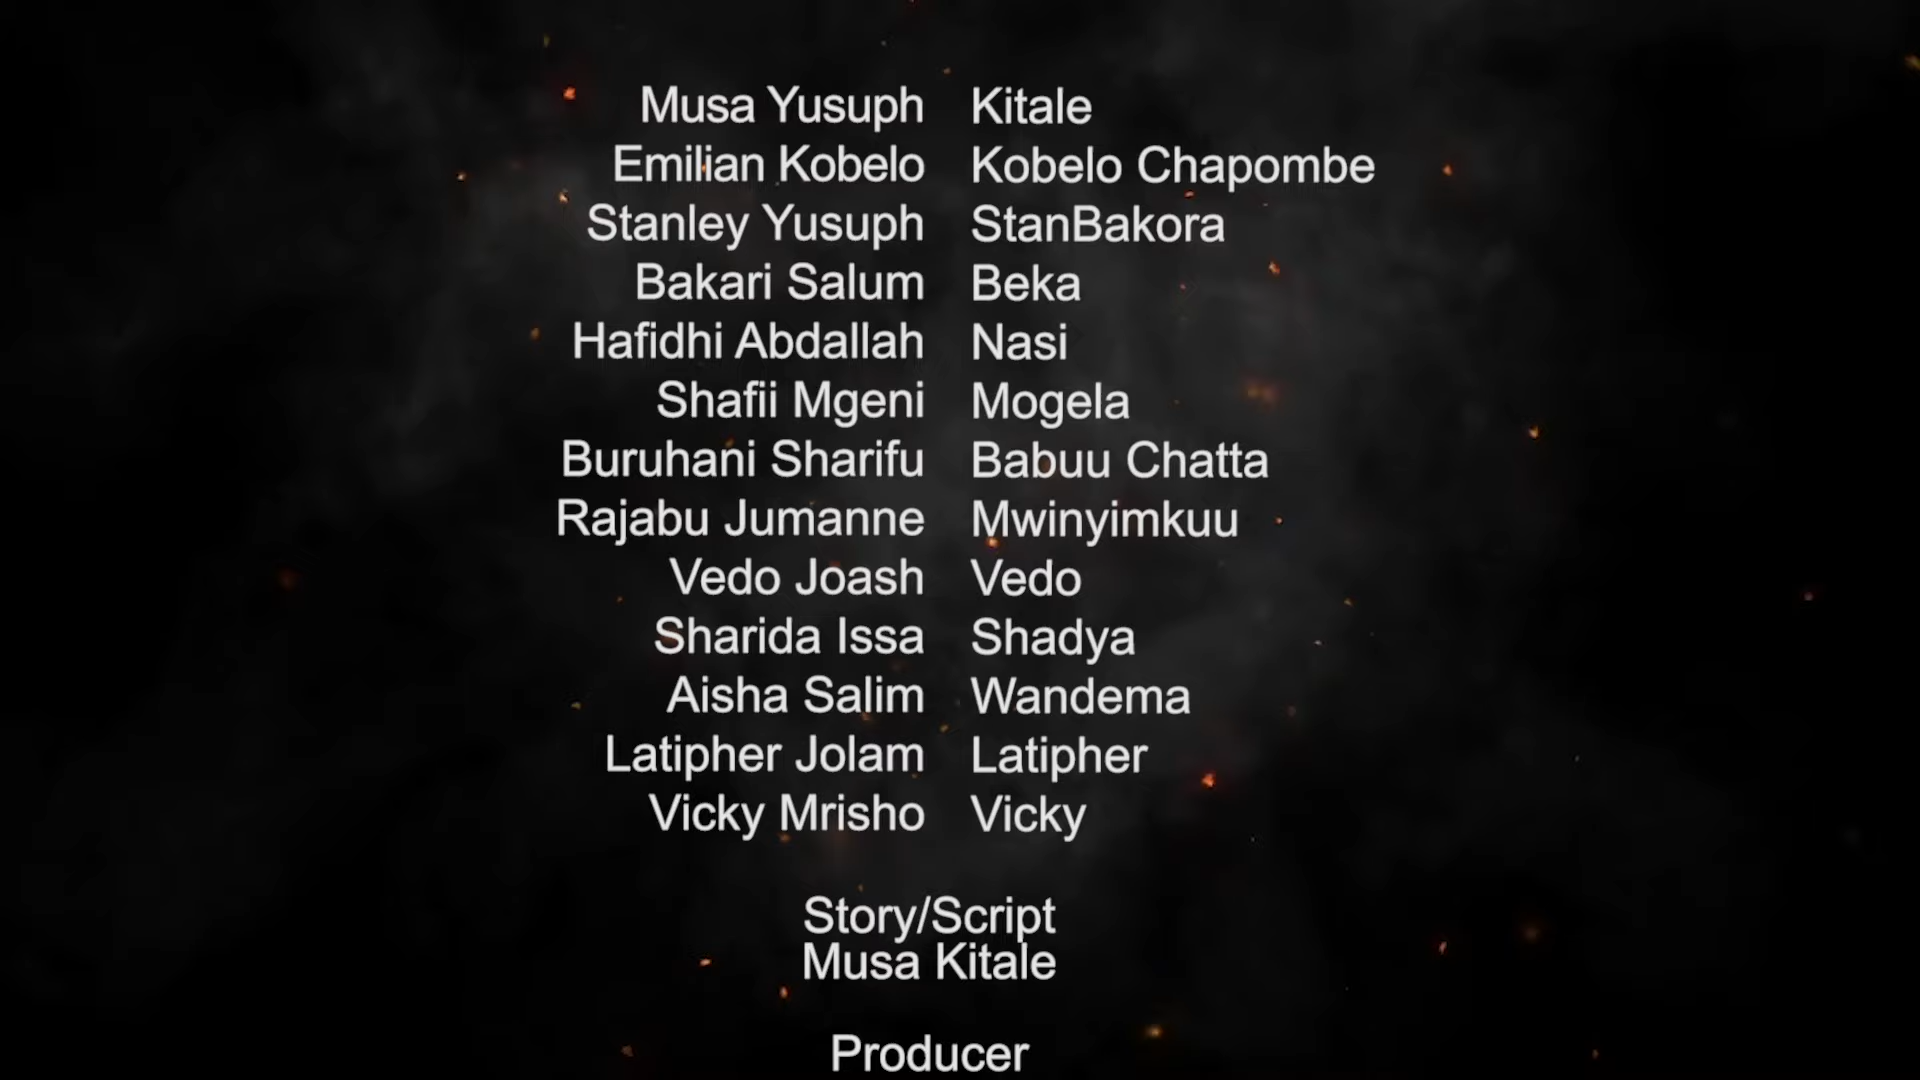 Musa Yusuph Kitale
Emilian Kobelo Kobelo Chapombe
Stanley Yusuph StanBakora
Bakari Salum Beka
Hafidhi Abdallah Nasi
Shafii Mgeni Mogela
Buruhani Sharifu Babuu Chatta
Rajabu Jumanne Mwinyimkuu
Vedo Joash Vedo
Sharida Issa Shadya
Aisha Salim Wandema
Latipher Jolam Latipher
Vicky Mrisho Vicky
Story/Script
Musa Kitale
Producer